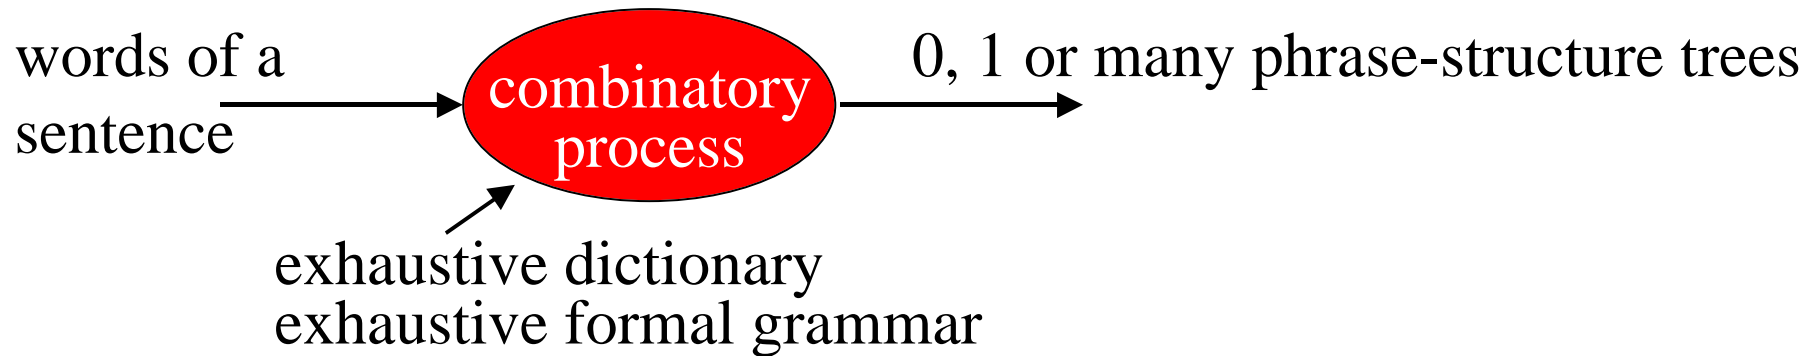 words of a
sentence
combinatory
process
0, 1 or many phrase-structure trees
exhaustive dictionary
exhaustive formal grammar